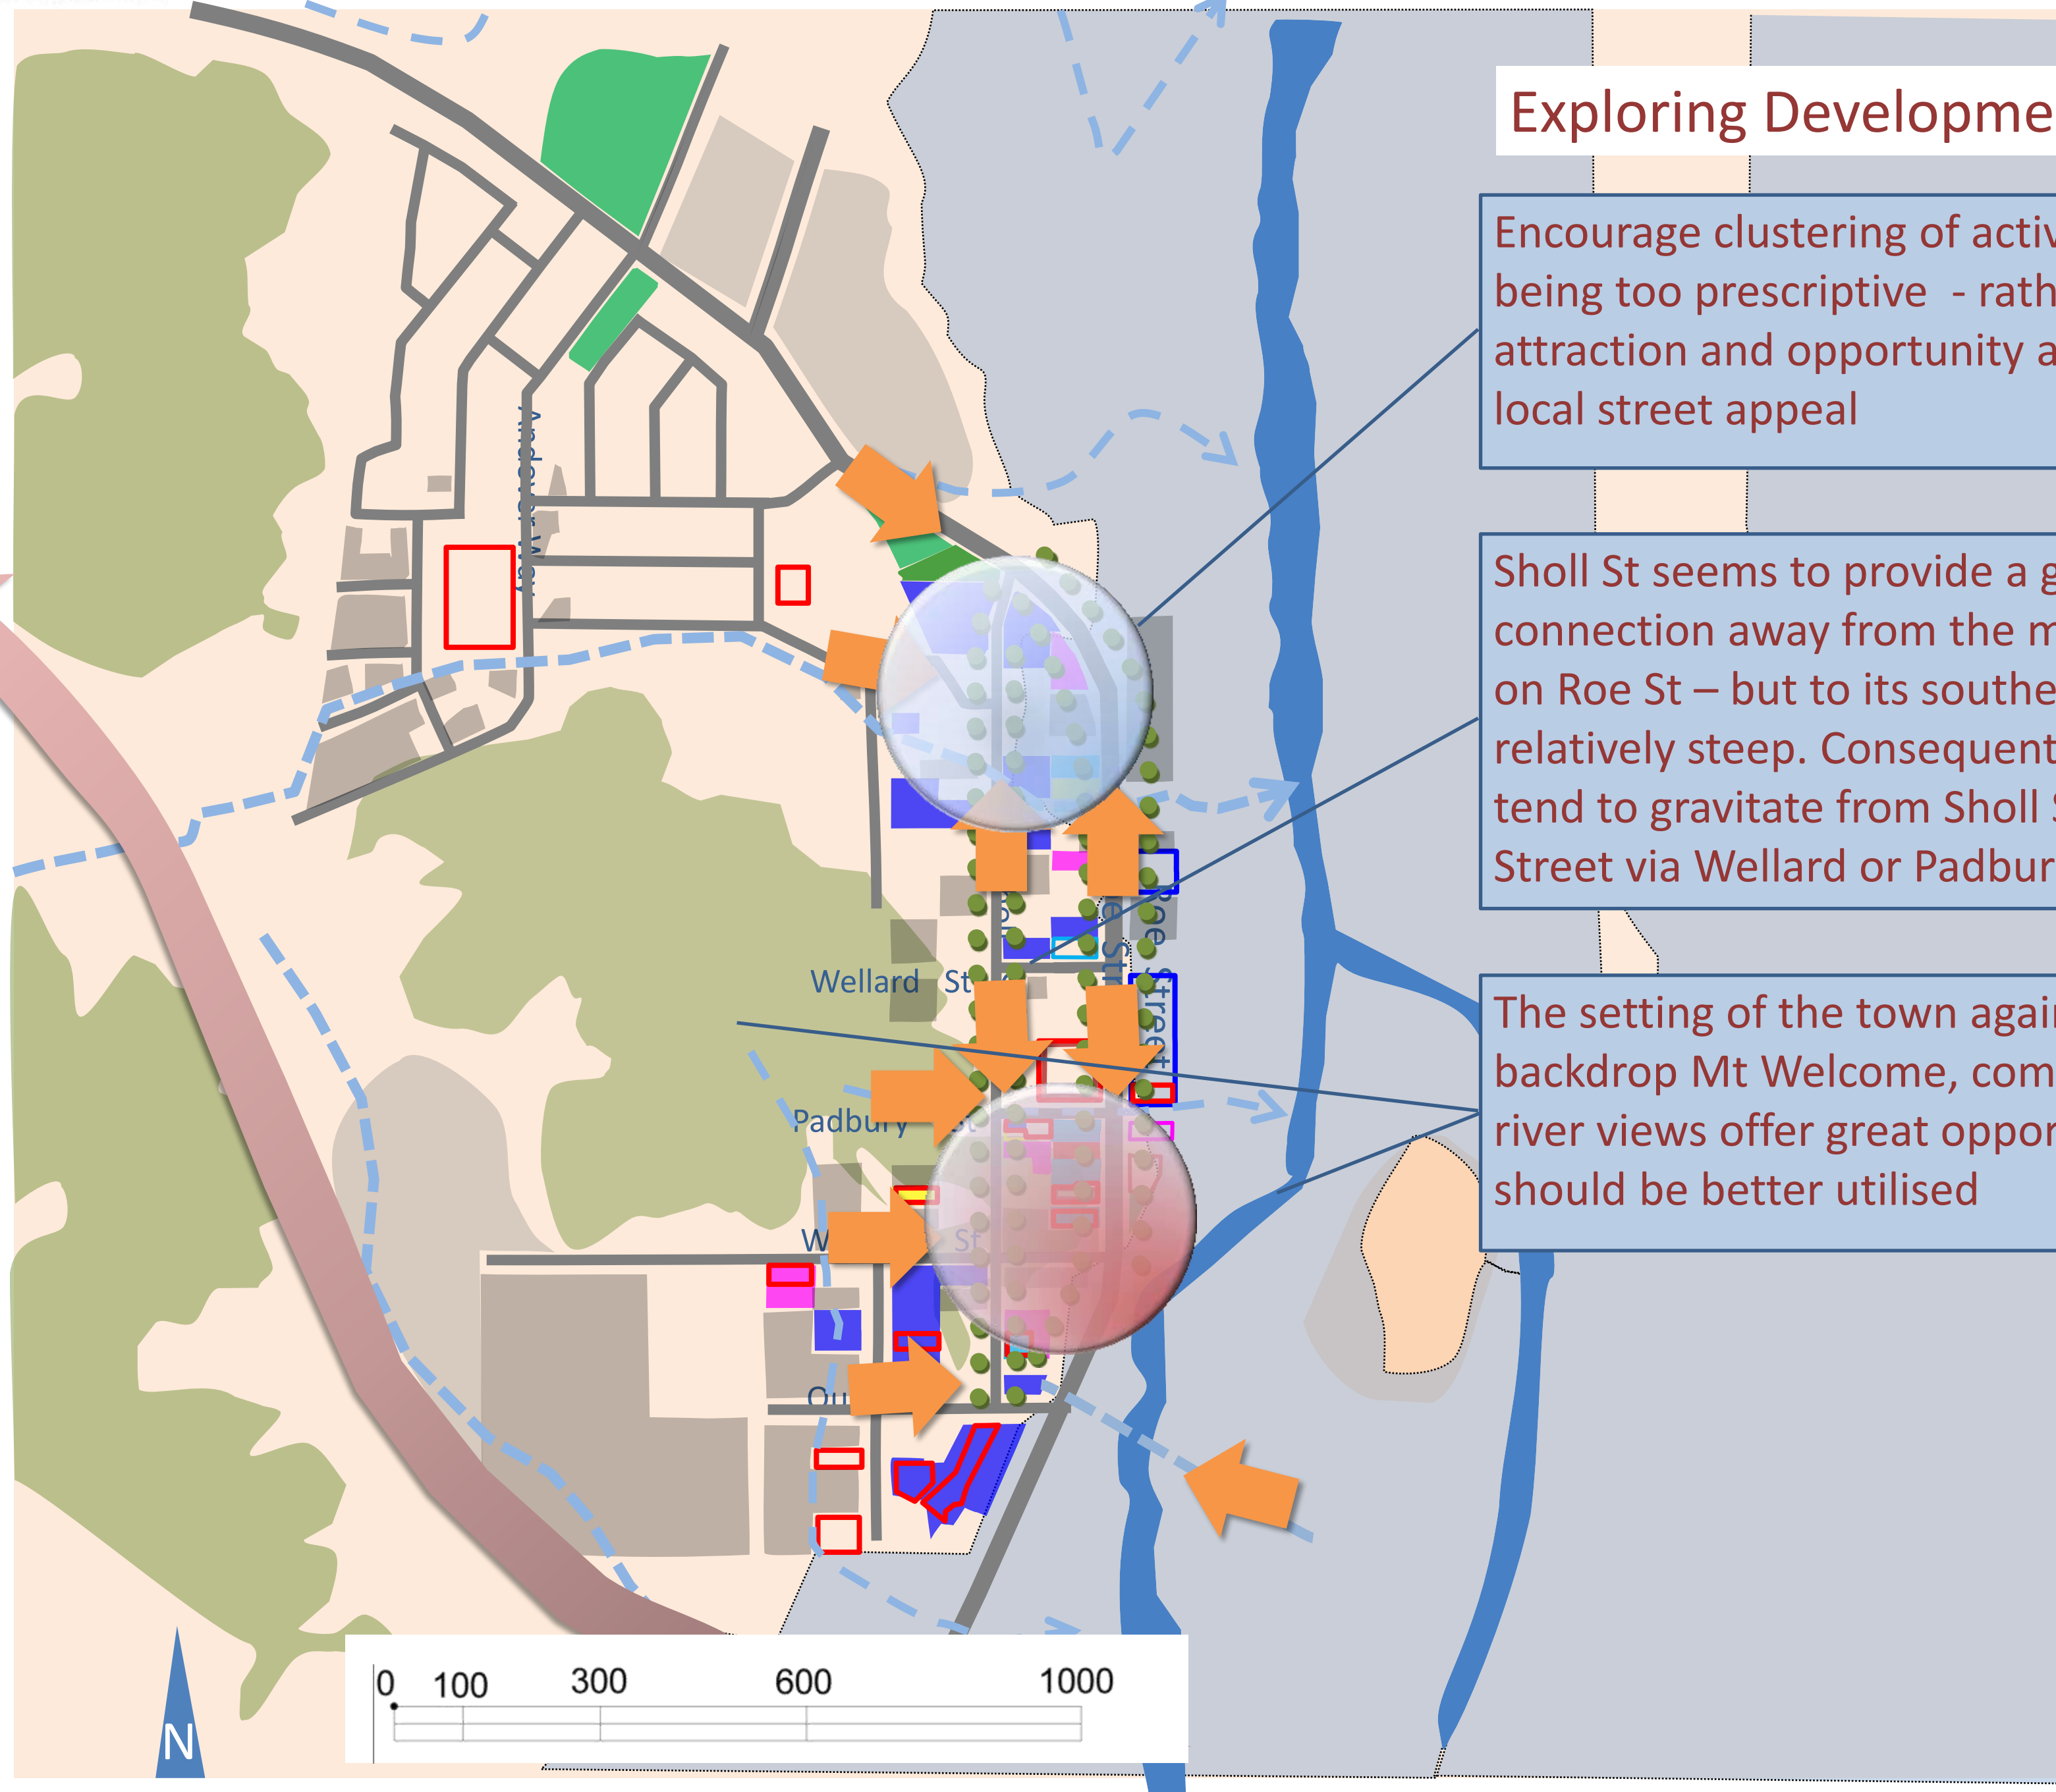 Exploring Developme
Encourage clustering of activ
being too prescriptive - rath
attraction and opportunity a
local street appeal
Sholl St seems to provide a g
connection away from the m
on Roe St – but to its southe
relatively steep. Consequent
tend to gravitate from Sholl S
Street via Wellard or Padbur
The setting of the town agai
backdrop Mt Welcome, com
river views offer great oppor
should be better utilised
Roe Street
Wellard St
Padbury St
N
0 100 300 600 1000